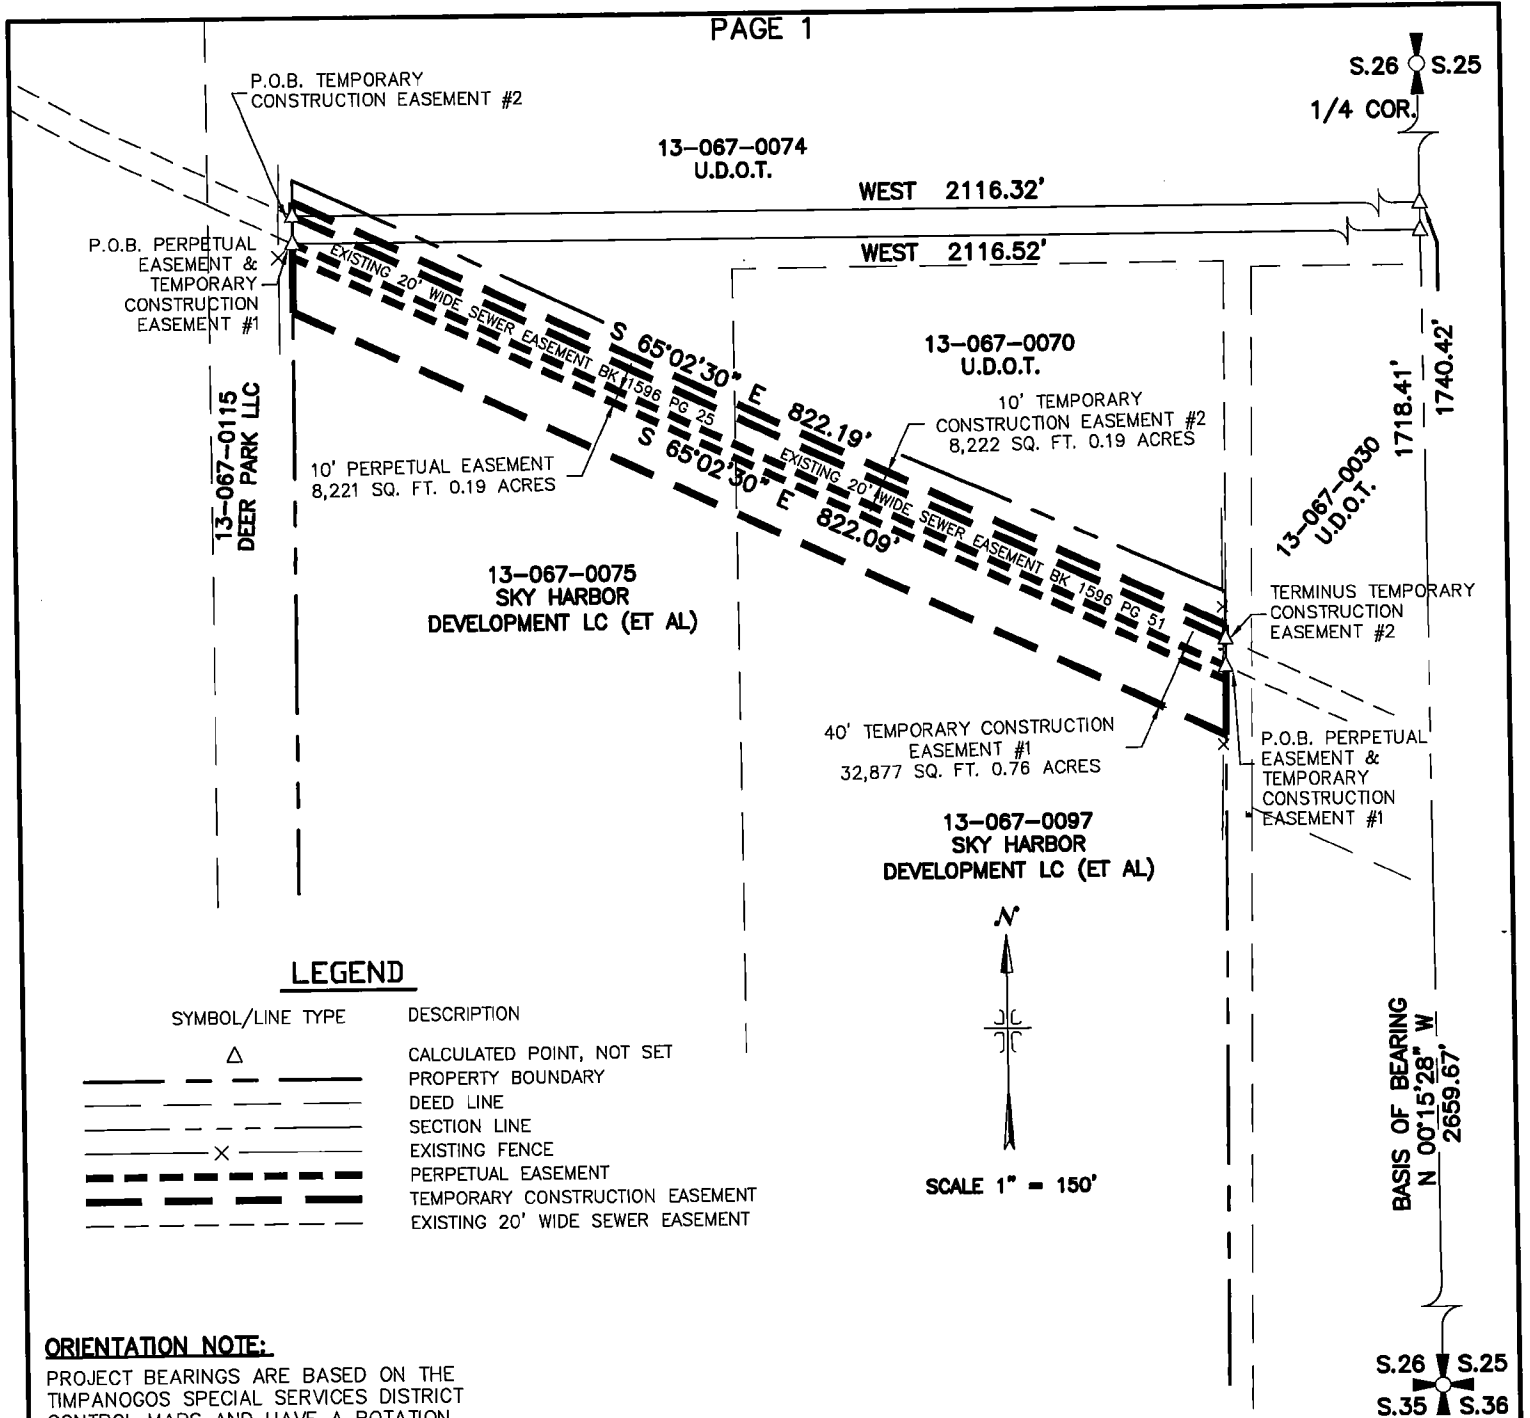 PAGE 1
S.26 S.25
1/4 COR.
P.O.B. TEMPORARY
CONSTRUCTION EASEMENT #2
13-067-0074
U.D.O.T.
WEST 2116.32'
WEST 2116.52'
P.O.B. PERPETUAL
EASEMENT &
TEMPORARY
CONSTRUCTION
EASEMENT #1
EXISTING 20' WIDE SEWER EASEMENT BK 1596 PG 25
S 65°02'30" E 822.19'
S 65°02'30" E 822.09'
13-067-0070
U.D.O.T.
10' TEMPORARY
CONSTRUCTION EASEMENT #2
8,222 SQ. FT. 0.19 ACRES
1718.41'
1740.42'
13-067-0030
U.D.O.T.
13-067-0115
DEER PARK LLC
10' PERPETUAL EASEMENT
8,221 SQ. FT. 0.19 ACRES
EXISTING 20' WIDE SEWER EASEMENT BK 1596 PG 51
13-067-0075
SKY HARBOR
DEVELOPMENT LC (ET AL)
TERMINUS TEMPORARY
CONSTRUCTION
EASEMENT #2
40' TEMPORARY CONSTRUCTION
EASEMENT #1
32,877 SQ. FT. 0.76 ACRES
P.O.B. PERPETUAL
EASEMENT &
TEMPORARY
CONSTRUCTION
EASEMENT #1
13-067-0097
SKY HARBOR
DEVELOPMENT LC (ET AL)
N
LEGEND
SYMBOL/LINE TYPE DESCRIPTION
CALCULATED POINT, NOT SET
PROPERTY BOUNDARY
DEED LINE
SECTION LINE
EXISTING FENCE
PERPETUAL EASEMENT
TEMPORARY CONSTRUCTION EASEMENT
EXISTING 20' WIDE SEWER EASEMENT
SCALE 1" = 150'
BASIS OF BEARING
N 00°15'28" W
2659.67'
ORIENTATION NOTE:
PROJECT BEARINGS ARE BASED ON THE
TIMPANOGOS SPECIAL SERVICES DISTRICT
CONTROL MAPS AND HAVE A ROTATION
S.26 S.25
S.35 S.36